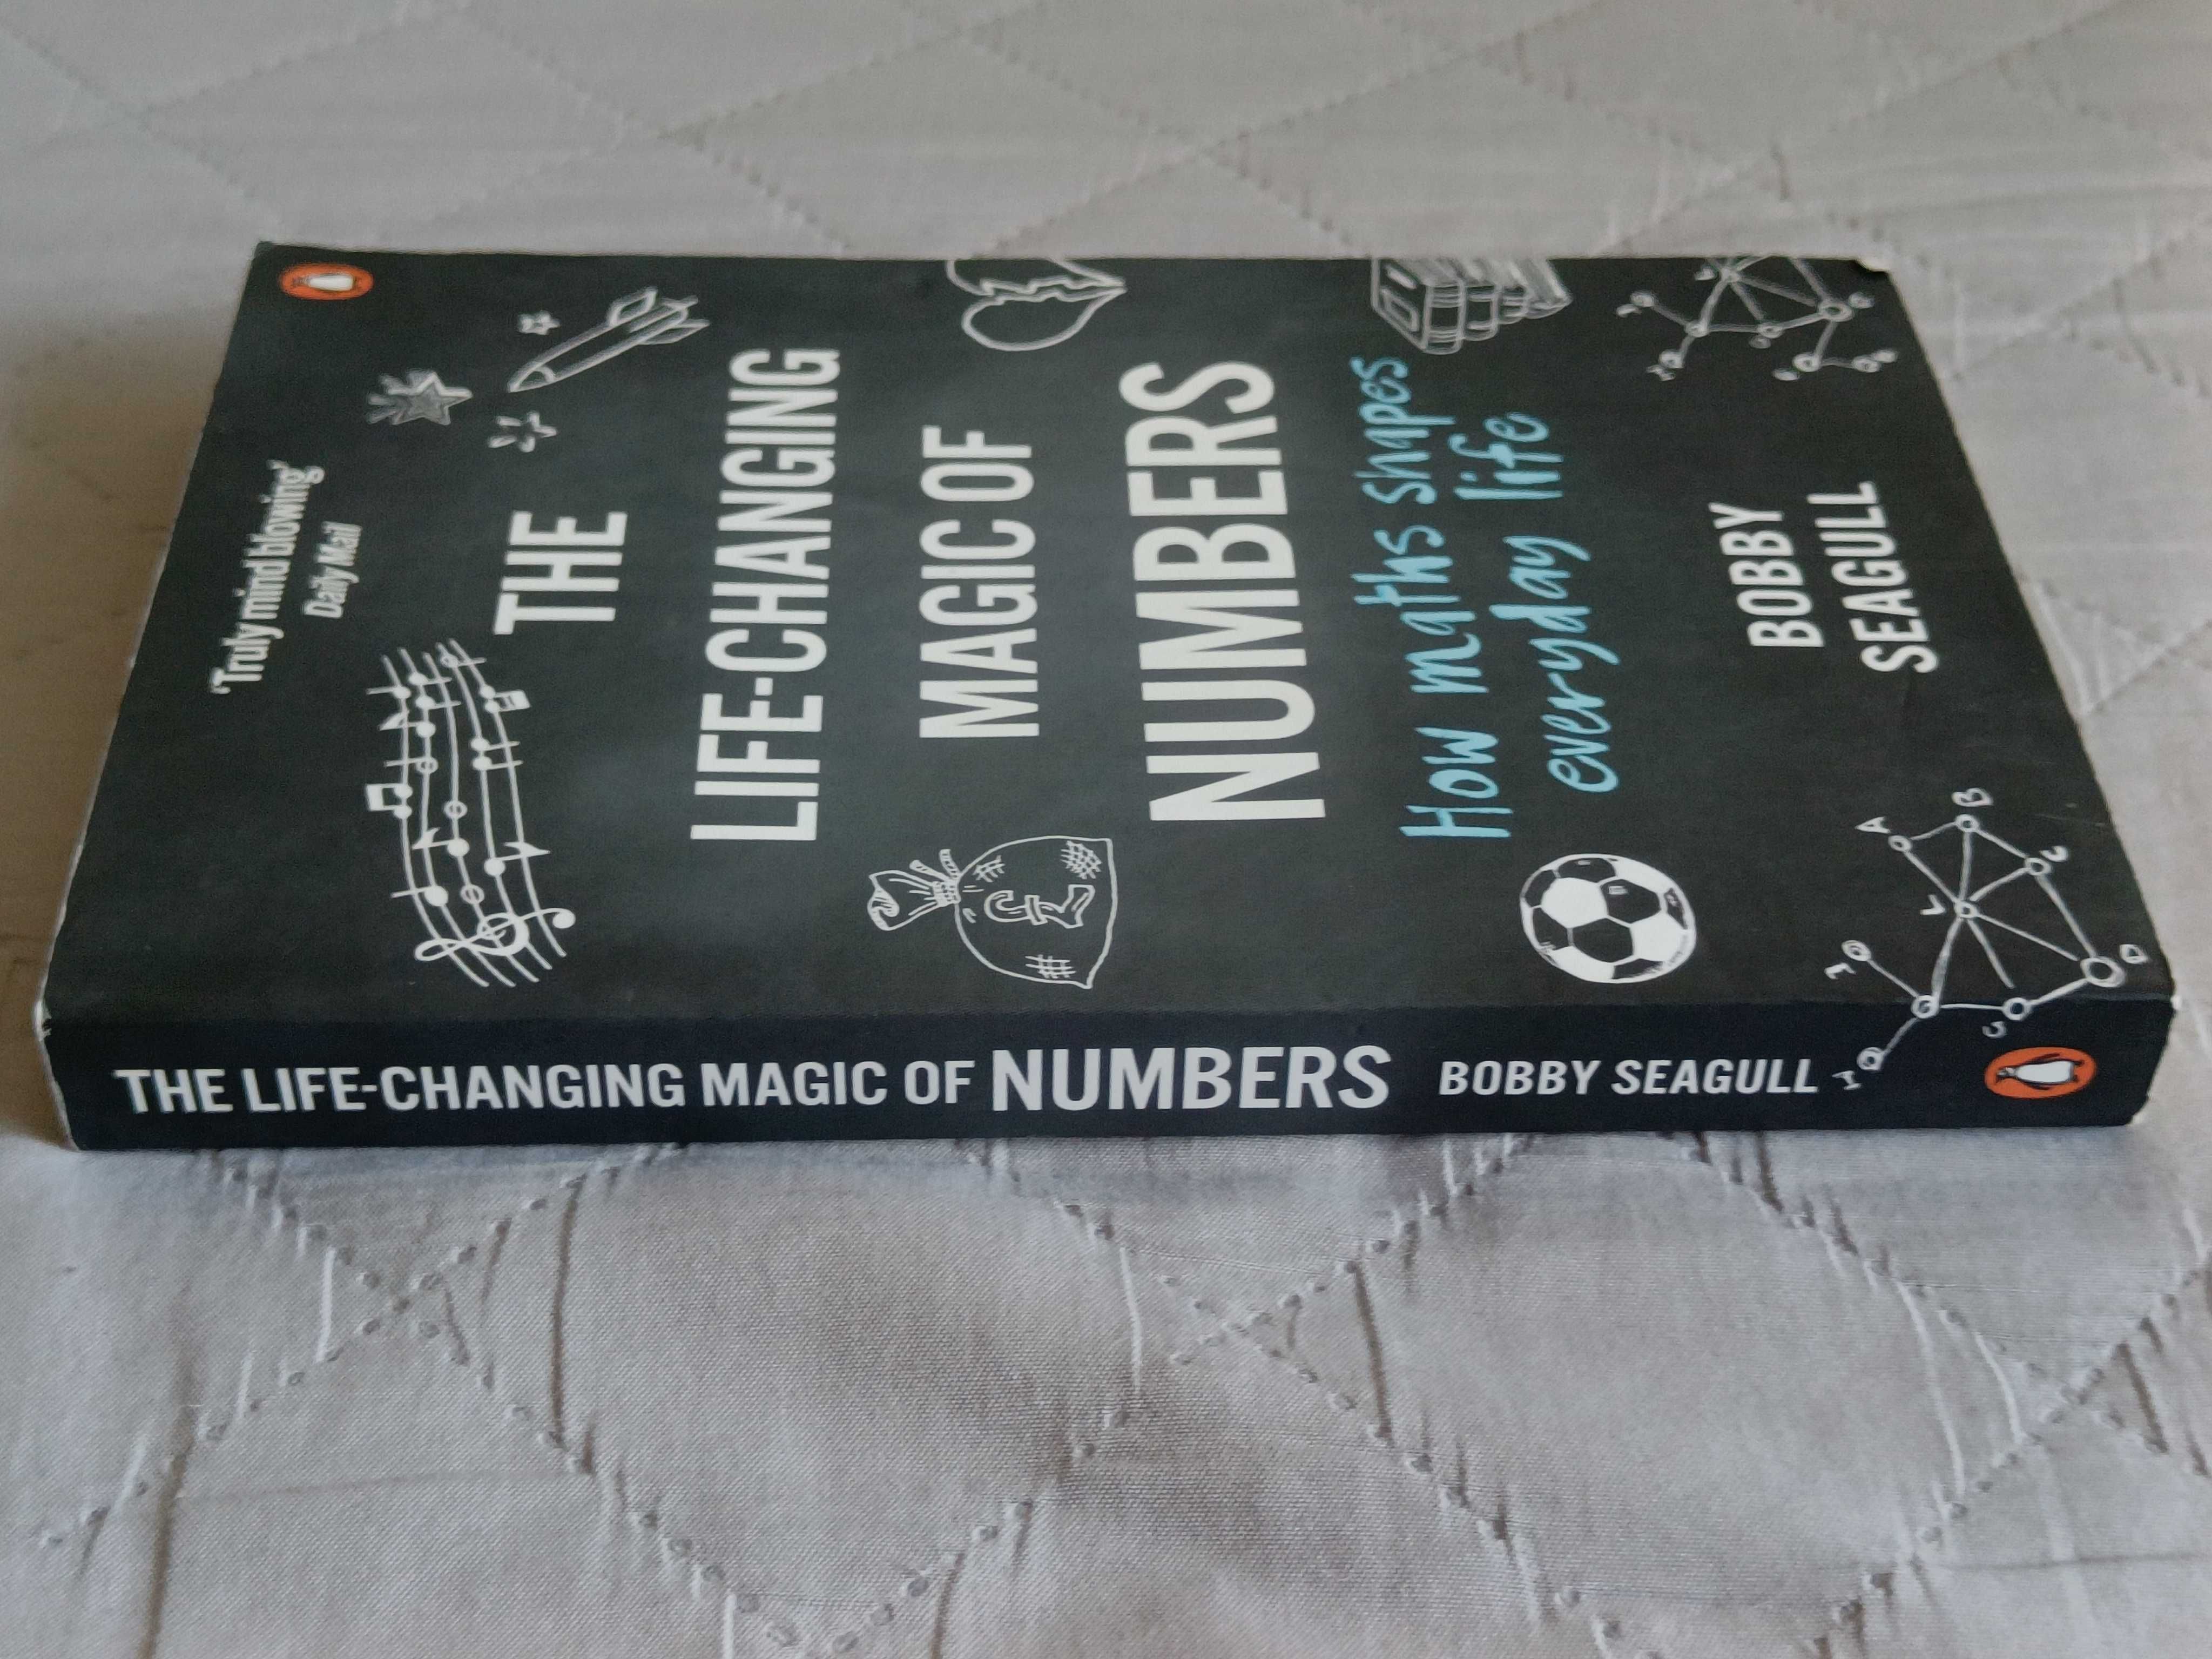 'Truly mind blowing'
Daily Mail
THE
LIFE-CHANGING
MAGIC OF
NUMBERS
How maths shapes
everyday life
BOBBY
SEAGULL
THE LIFE-CHANGING MAGIC OF NUMBERS BOBBY SEAGULL